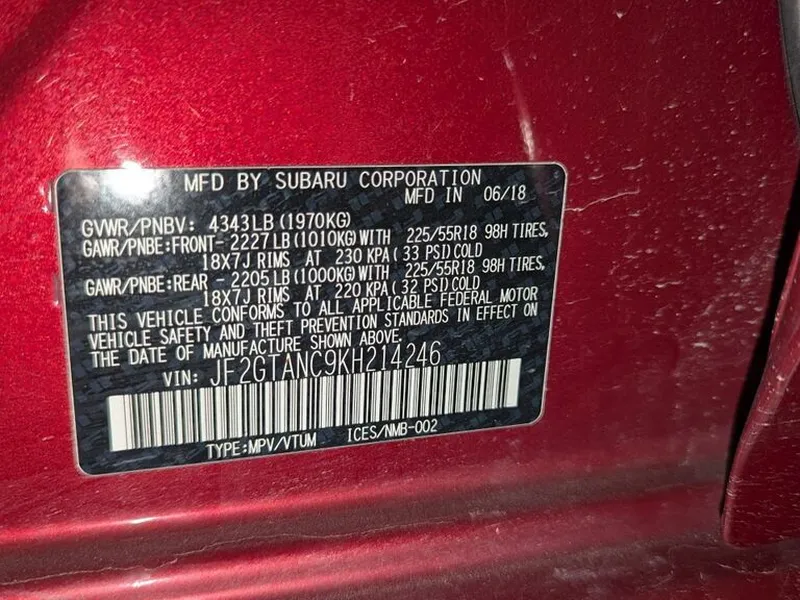 MFD BY SUBARU CORPORATION
MFD IN 06/18
GVWR/PNBV: 4343LB (1970KG)
GAWR/PNBE:FRONT- 2227LB (1010KG) WITH 225/55R18 98H TIRES,
18X7J RIMS AT 230 KPA ( 33 PSI) COLD
GAWR/PNBE:REAR - 2205LB (1000KG) WITH 225/55R18 98H TIRES,
18X7J RIMS AT 220 KPA ( 32 PSI) COLD
THIS VEHICLE CONFORMS TO ALL APPLICABLE FEDERAL MOTOR
VEHICLE SAFETY AND THEFT PREVENTION STANDARDS IN EFFECT ON
THE DATE OF MANUFACTURE SHOWN ABOVE.
VIN: JF2GTANC9KH214246
TYPE:MPV/VTUM ICES/NMB-002